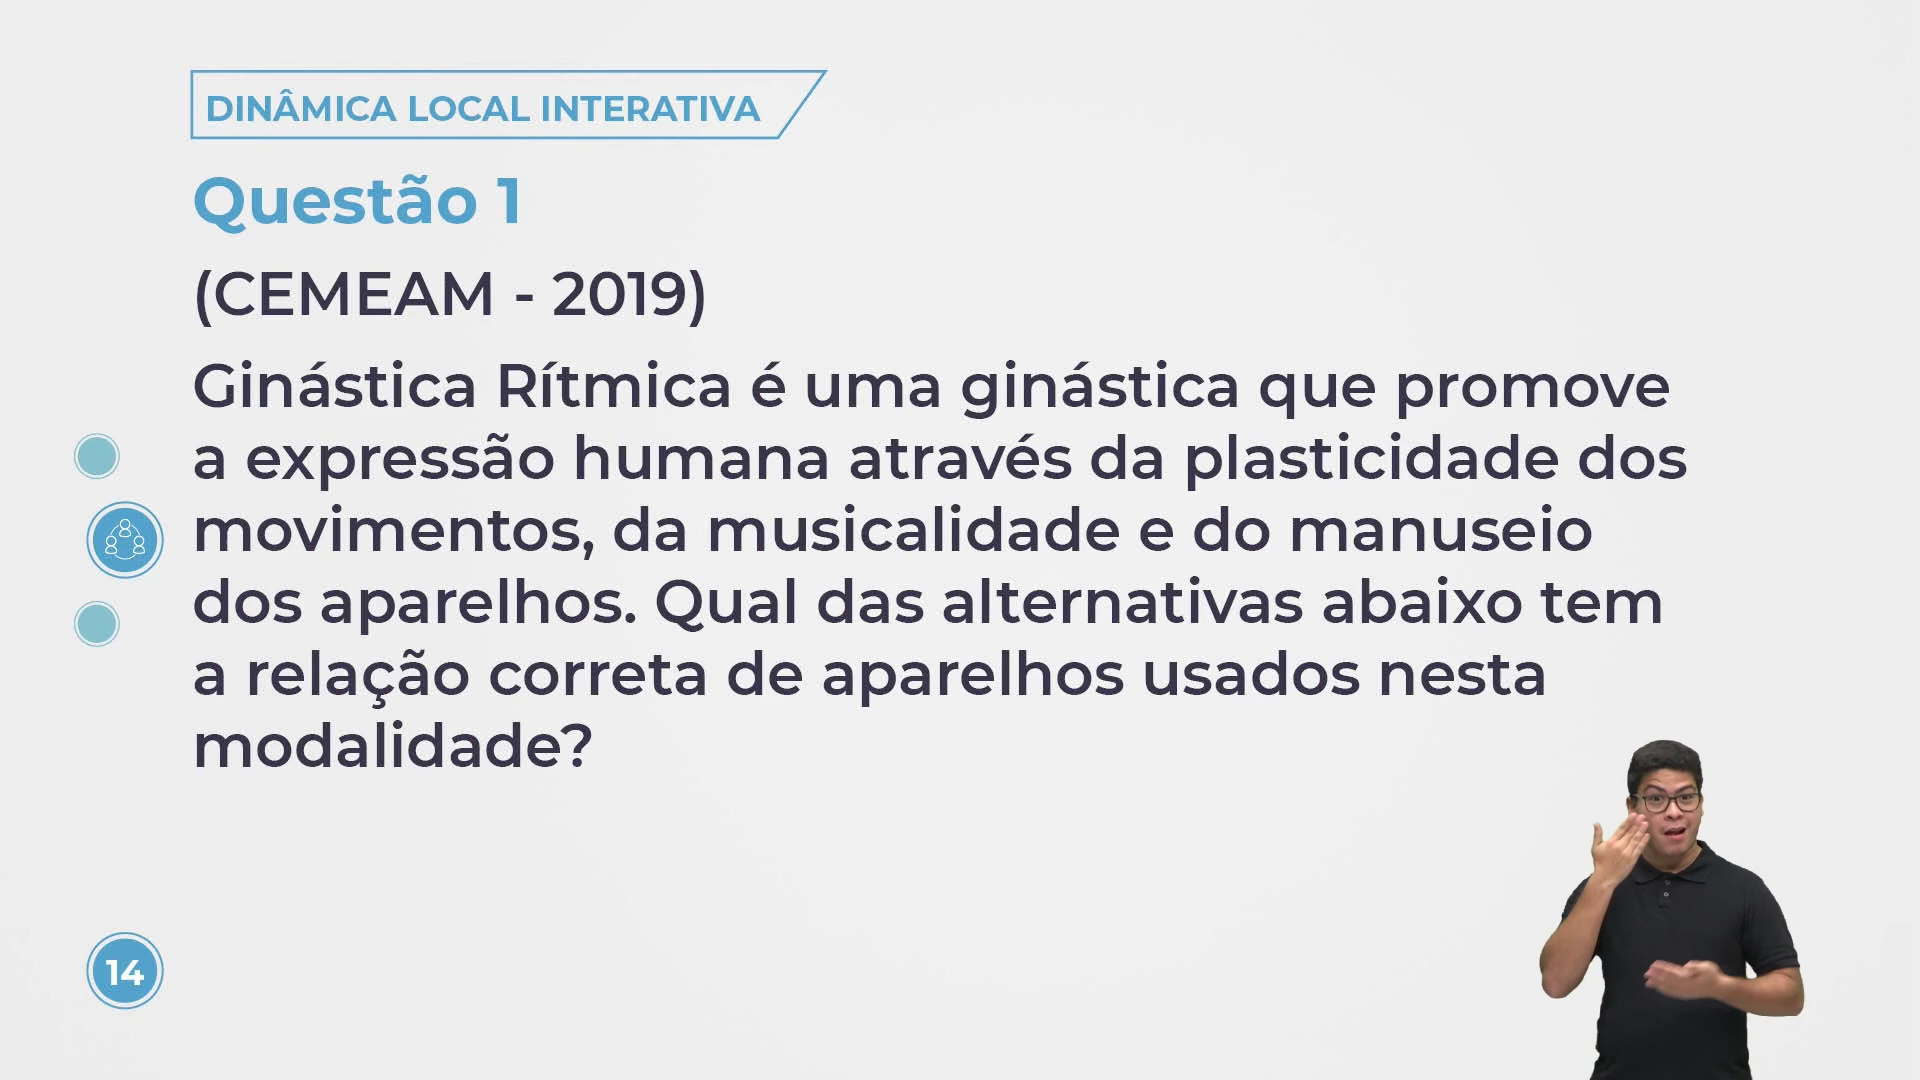 DINÂMICA LOCAL INTERATIVA
Questão 1
(CEMEAM - 2019)
Ginástica Rítmica é uma ginástica que promove
a expressão humana através da plasticidade dos
movimentos, da musicalidade e do manuseio
dos aparelhos. Qual das alternativas abaixo tem
a relação correta de aparelhos usados nesta
modalidade?
14